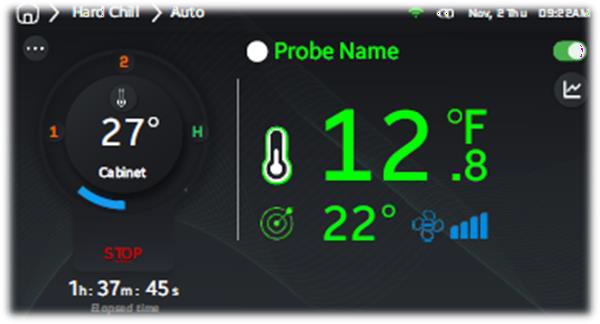 Hard Chill > Auto
Nov, 2 Thu 09:22AM
Probe Name
2
1
27°
H
Cabinet
12.8 °F
22°
STOP
1h: 37m: 45s
Elapsed time